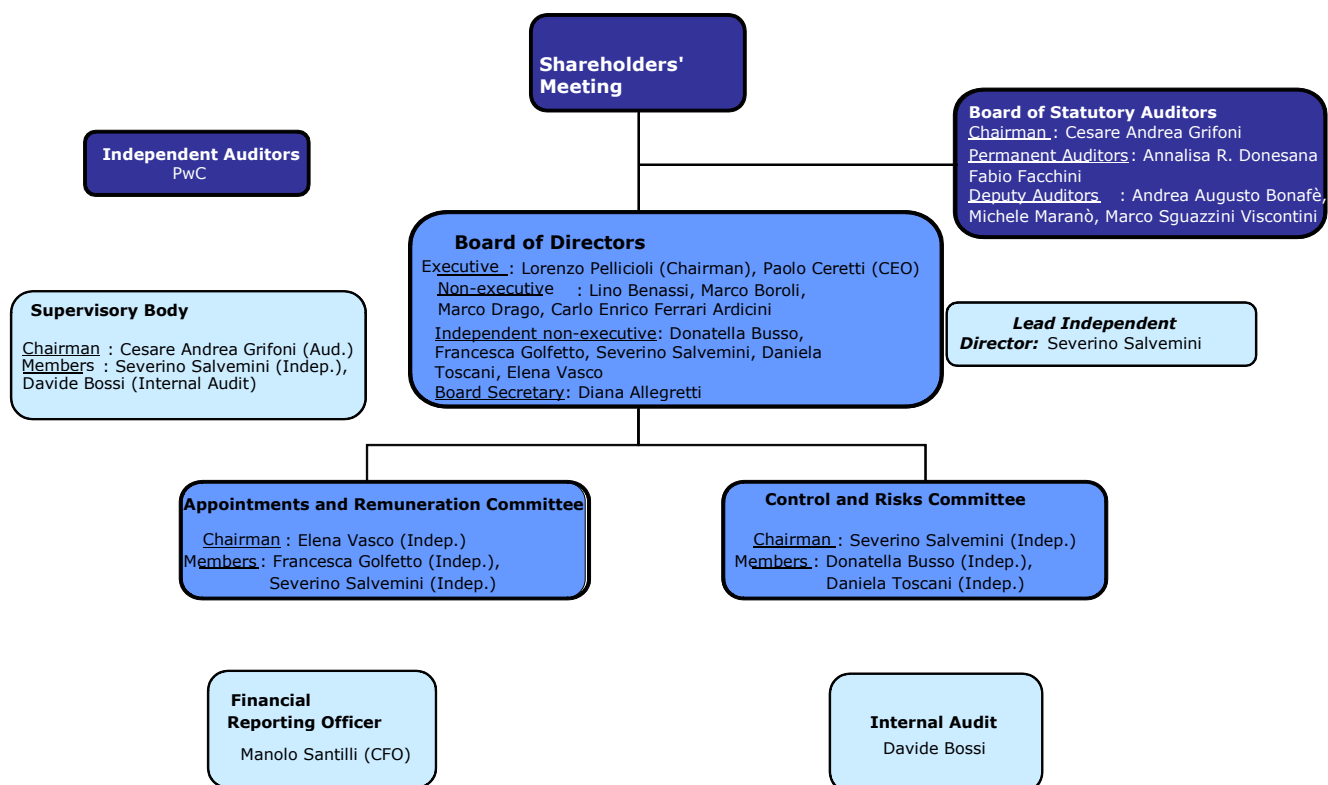 Shareholders'
Meeting
Board of Statutory Auditors
Chairman : Cesare Andrea Grifoni
Permanent Auditors : Annalisa R. Donesana
Fabio Facchini
Deputy Auditors : Andrea Augusto Bonafè,
Michele Maranò, Marco Sguazzini Viscontini
Independent Auditors
PwC
Board of Directors
Executive : Lorenzo Pellicioli (Chairman), Paolo Ceretti (CEO)
Non-executive : Lino Benassi, Marco Boroli,
Marco Drago, Carlo Enrico Ferrari Ardicini
Independent non-executive: Donatella Busso,
Francesca Golfetto, Severino Salvemini, Daniela
Toscani, Elena Vasco
Board Secretary: Diana Allegretti
Supervisory Body
Chairman : Cesare Andrea Grifoni (Aud.)
Members : Severino Salvemini (Indep.),
Davide Bossi (Internal Audit)
Lead Independent
Director: Severino Salvemini
Appointments and Remuneration Committee
Chairman : Elena Vasco (Indep.)
Members : Francesca Golfetto (Indep.),
Severino Salvemini (Indep.)
Control and Risks Committee
Chairman : Severino Salvemini (Indep.)
Members : Donatella Busso (Indep.),
Daniela Toscani (Indep.)
Financial
Reporting Officer
Manolo Santilli (CFO)
Internal Audit
Davide Bossi